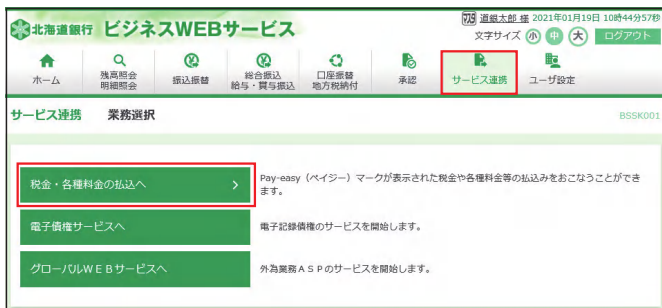 北海道銀行 ビジネスWEBサービス
道銀太郎 様 2021年01月19日 10時44分57秒
文字サイズ 小 中 大 ログアウト
ホーム 残高照会 明細照会 振込振替 総合振込 給与・賞与振込 口座振替 地方税納付 承認 サービス連携 ユーザ設定
サービス連携 業務選択 BSSK001
税金・各種料金の払込へ
Pay-easy（ペイジー）マークが表示された税金や各種料金等の払込みをおこなうことができ
ます。
電子債権サービスへ 電子記録債権のサービスを開始します。
グローバルWEBサービスへ 外為業務ASPのサービスを開始します。